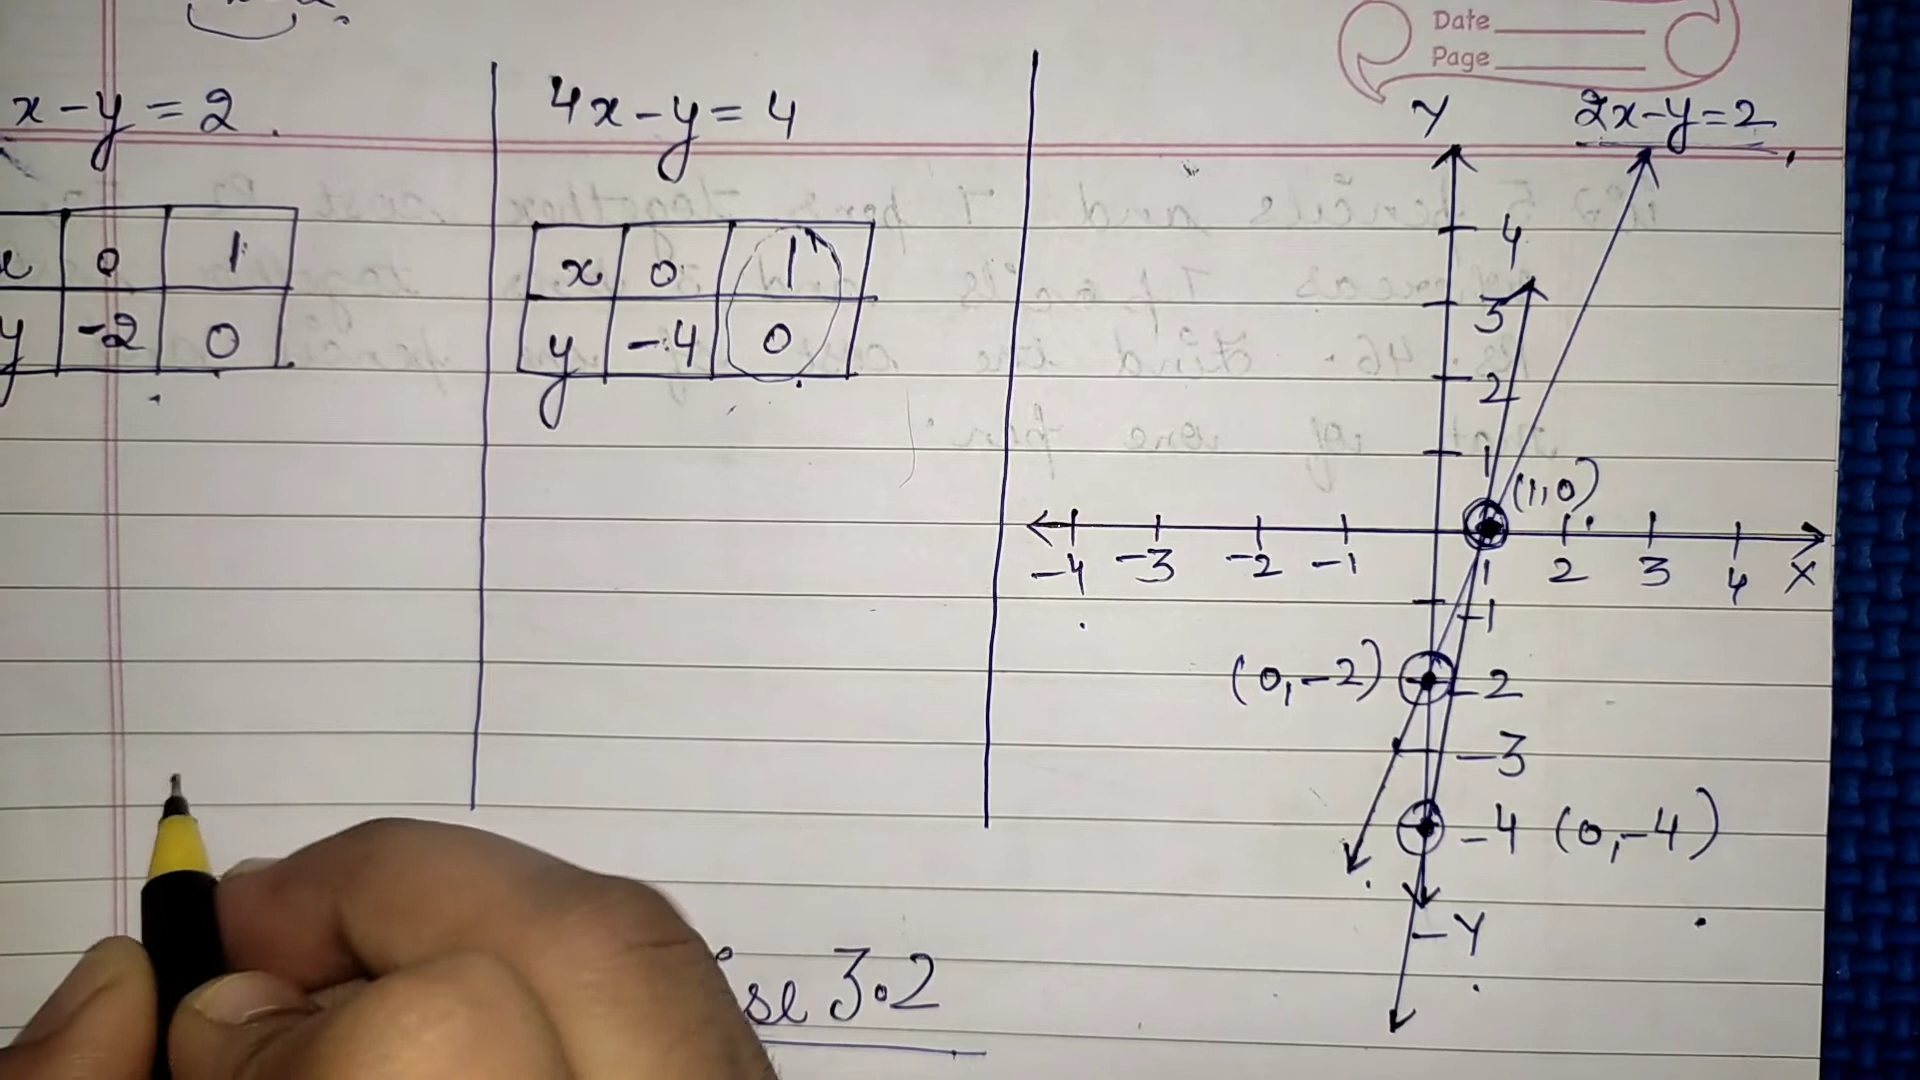 Date
Page
x-y=2.
4x-y=4
Y
2x-y=2
0 1
y -2 0
x 0 1
y -4 0
4
3
2
1
(1,0)
-4 -3 -2 -1 1 2 3 4 X
-1
(0,-2) -2
-3
-4 (0,-4)
-Y
se 3.2